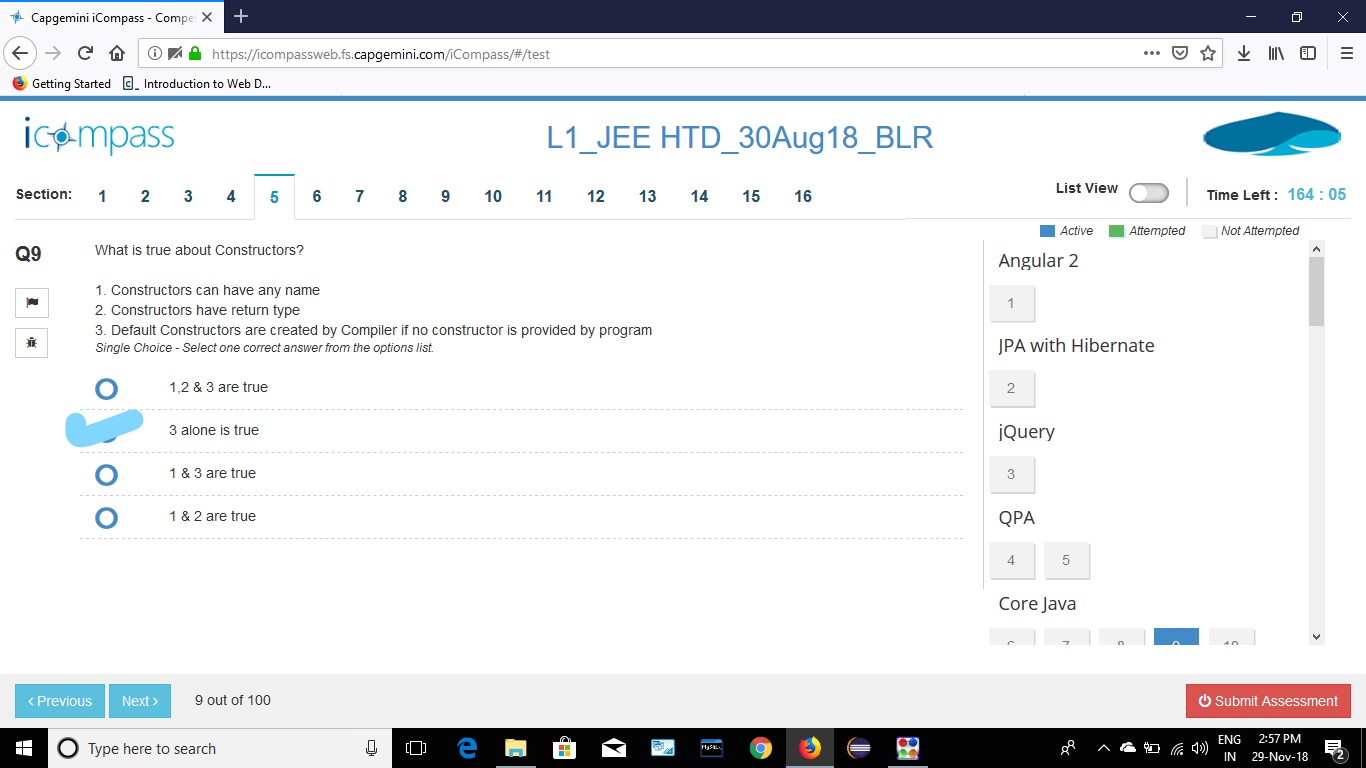 Capgemini iCompass - Compe
https://icompassweb.fs.capgemini.com/iCompass/#/test
Getting Started
Introduction to Web D...
icompass
L1_JEE HTD_30Aug18_BLR
Section: 1 2 3 4 5 6 7 8 9 10 11 12 13 14 15 16
List View
Time Left : 164 : 05
Active Attempted Not Attempted
Q9
What is true about Constructors?
1. Constructors can have any name
2. Constructors have return type
3. Default Constructors are created by Compiler if no constructor is provided by program
Single Choice - Select one correct answer from the options list.
1,2 & 3 are true
3 alone is true
1 & 3 are true
1 & 2 are true
Angular 2
1
JPA with Hibernate
2
jQuery
3
QPA
4 5
Core Java
6 7 8 9 10
Previous
Next
9 out of 100
Submit Assessment
Type here to search
MySQL
ENG
IN
2:57 PM
29-Nov-18
2